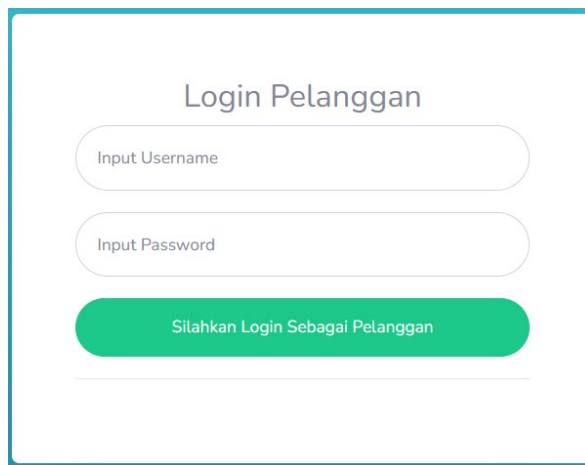 Login Pelanggan
Input Username
Input Password
Silahkan Login Sebagai Pelanggan